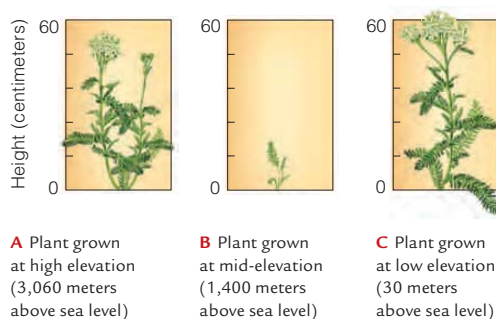 Height (centimeters)
60
0
60
0
60
0
A Plant grown
at high elevation
(3,060 meters
above sea level)
B Plant grown
at mid-elevation
(1,400 meters
above sea level)
C Plant grown
at low elevation
(30 meters
above sea level)